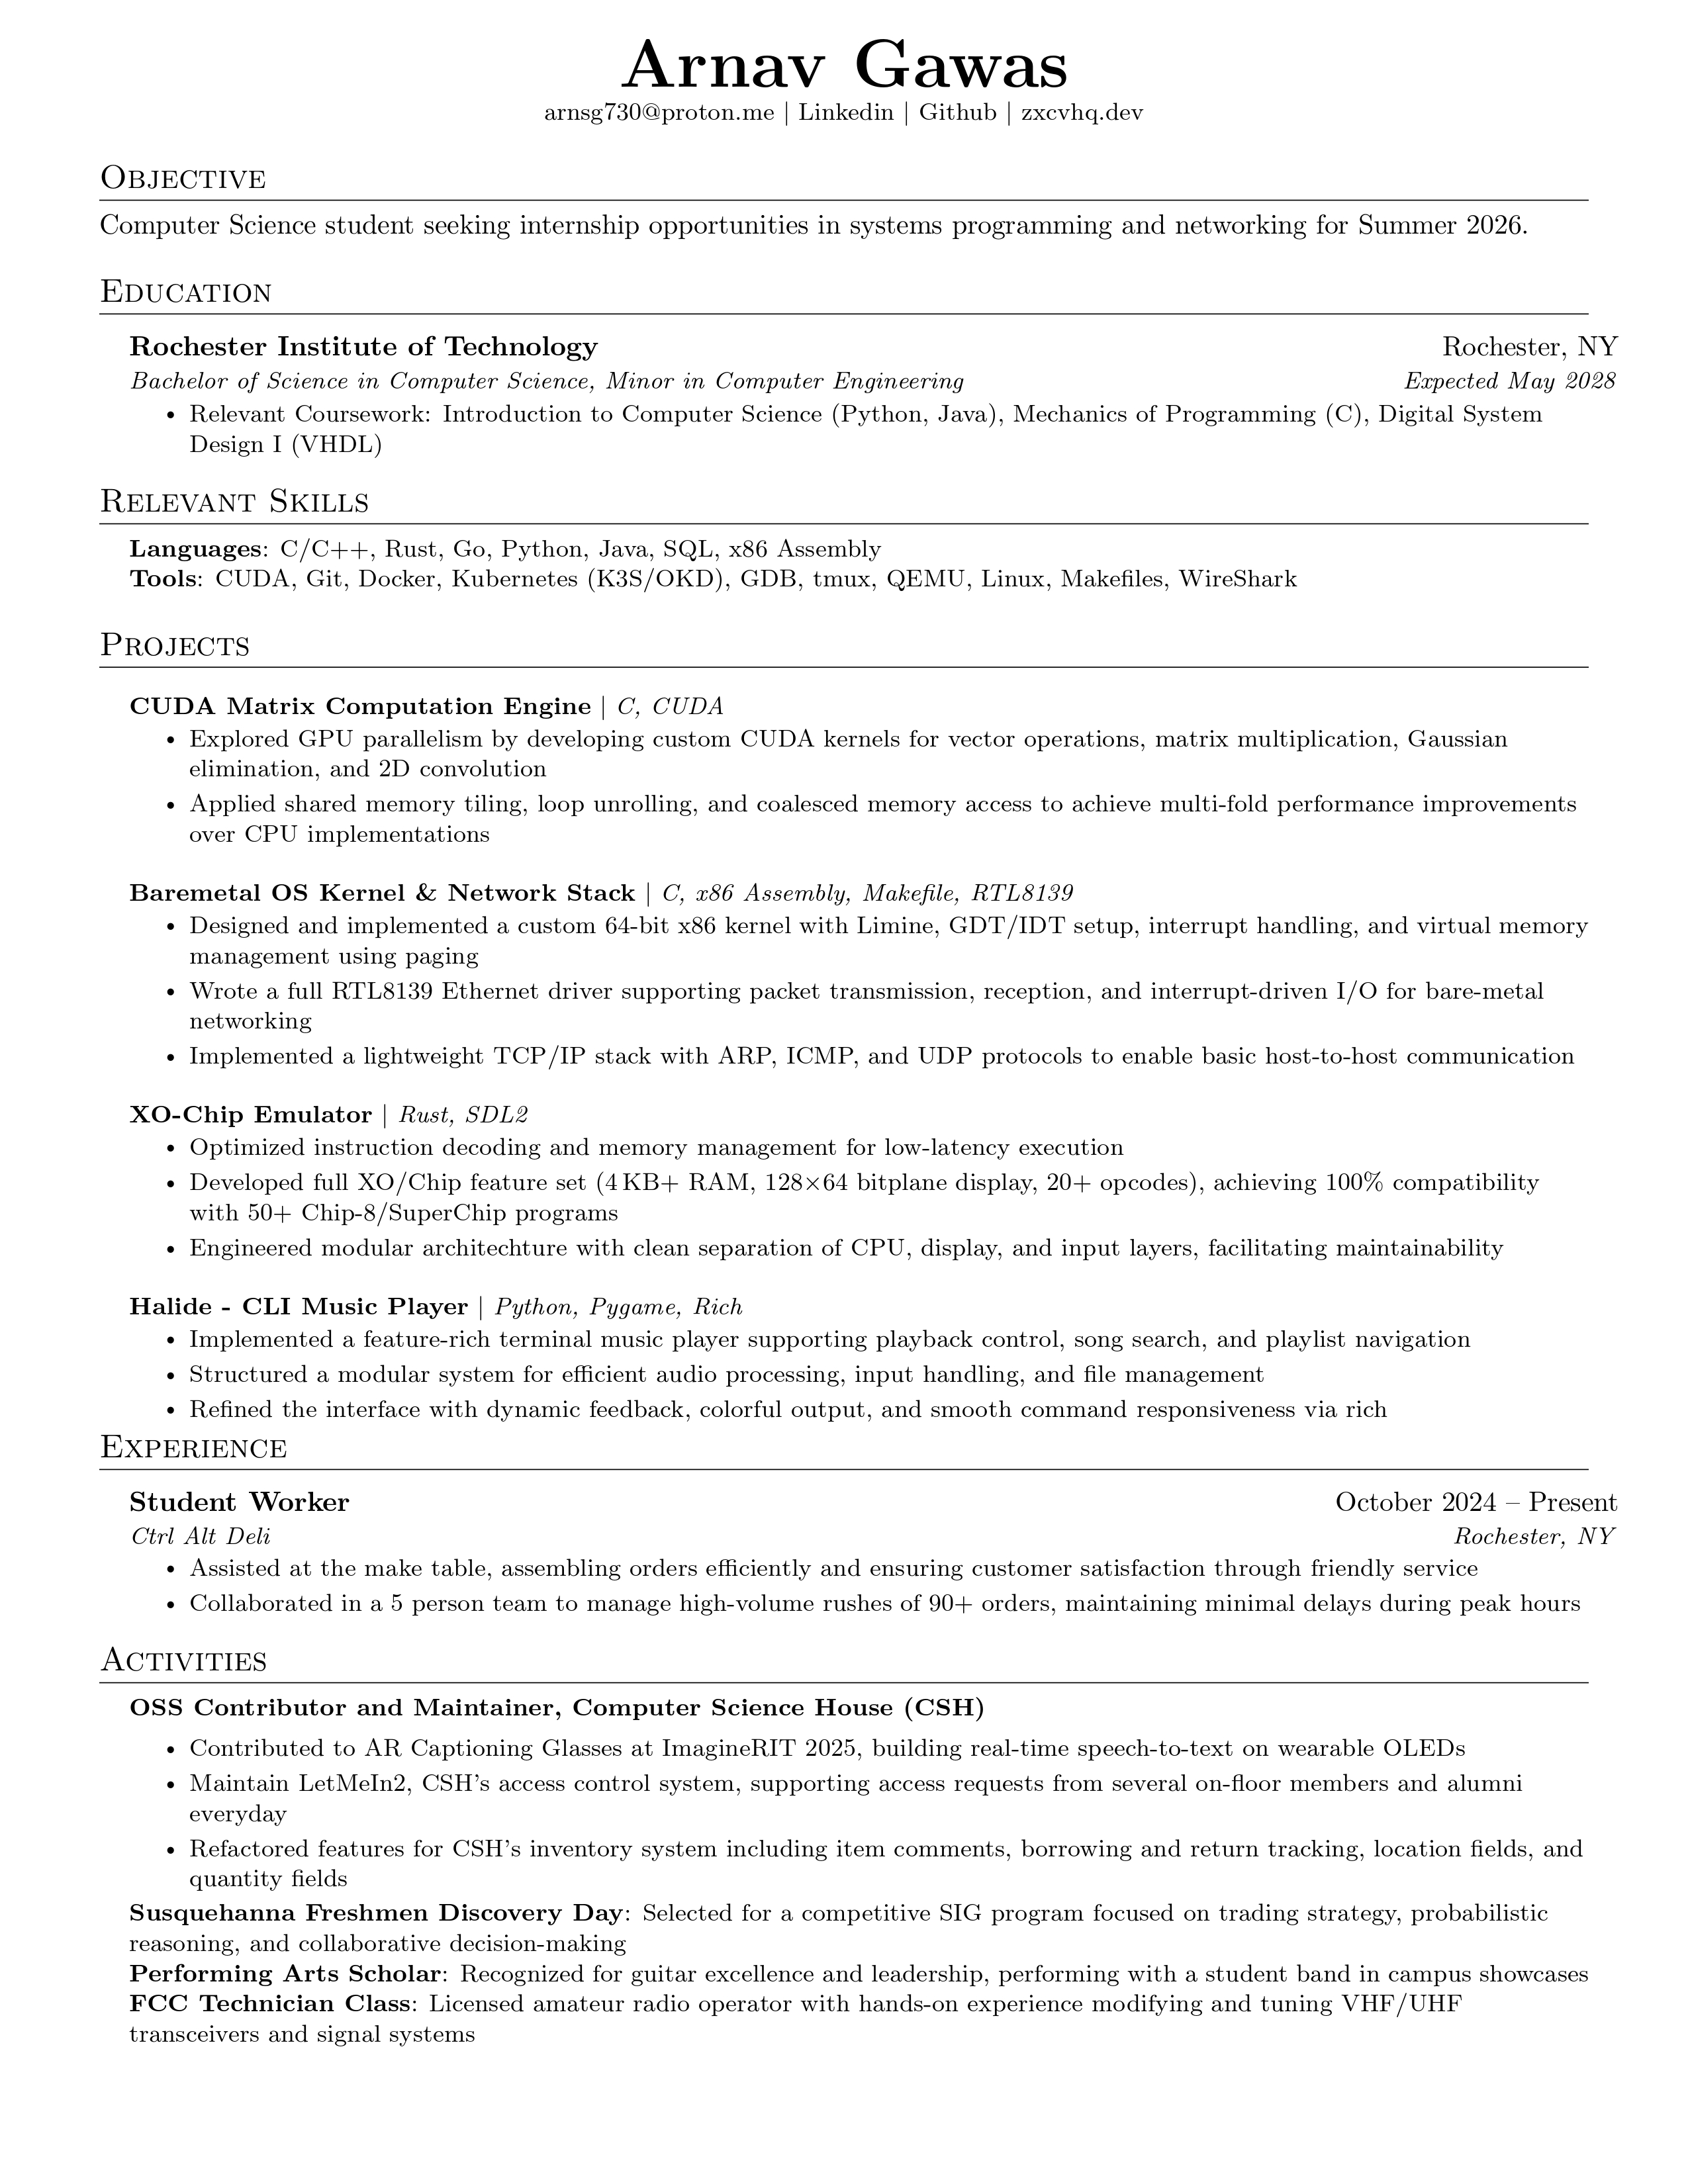 Arnav Gawas
arnsg730@proton.me | Linkedin | Github | zxcvhq.dev
Objective
Computer Science student seeking internship opportunities in systems programming and networking for Summer 2026.
Education
Rochester Institute of Technology Rochester, NY
Bachelor of Science in Computer Science, Minor in Computer Engineering Expected May 2028
• Relevant Coursework: Introduction to Computer Science (Python, Java), Mechanics of Programming (C), Digital System
Design I (VHDL)
Relevant Skills
Languages: C/C++, Rust, Go, Python, Java, SQL, x86 Assembly
Tools: CUDA, Git, Docker, Kubernetes (K3S/OKD), GDB, tmux, QEMU, Linux, Makefiles, WireShark
Projects
CUDA Matrix Computation Engine | C, CUDA
• Explored GPU parallelism by developing custom CUDA kernels for vector operations, matrix multiplication, Gaussian
elimination, and 2D convolution
• Applied shared memory tiling, loop unrolling, and coalesced memory access to achieve multi-fold performance improvements
over CPU implementations
Baremetal OS Kernel & Network Stack | C, x86 Assembly, Makefile, RTL8139
• Designed and implemented a custom 64-bit x86 kernel with Limine, GDT/IDT setup, interrupt handling, and virtual memory
management using paging
• Wrote a full RTL8139 Ethernet driver supporting packet transmission, reception, and interrupt-driven I/O for bare-metal
networking
• Implemented a lightweight TCP/IP stack with ARP, ICMP, and UDP protocols to enable basic host-to-host communication
XO-Chip Emulator | Rust, SDL2
• Optimized instruction decoding and memory management for low-latency execution
• Developed full XO/Chip feature set (4 KB+ RAM, 128×64 bitplane display, 20+ opcodes), achieving 100% compatibility
with 50+ Chip-8/SuperChip programs
• Engineered modular architechture with clean separation of CPU, display, and input layers, facilitating maintainability
Halide - CLI Music Player | Python, Pygame, Rich
• Implemented a feature-rich terminal music player supporting playback control, song search, and playlist navigation
• Structured a modular system for efficient audio processing, input handling, and file management
• Refined the interface with dynamic feedback, colorful output, and smooth command responsiveness via rich
Experience
Student Worker October 2024 – Present
Ctrl Alt Deli Rochester, NY
• Assisted at the make table, assembling orders efficiently and ensuring customer satisfaction through friendly service
• Collaborated in a 5 person team to manage high-volume rushes of 90+ orders, maintaining minimal delays during peak hours
Activities
OSS Contributor and Maintainer, Computer Science House (CSH)
• Contributed to AR Captioning Glasses at ImagineRIT 2025, building real-time speech-to-text on wearable OLEDs
• Maintain LetMeIn2, CSH's access control system, supporting access requests from several on-floor members and alumni
everyday
• Refactored features for CSH's inventory system including item comments, borrowing and return tracking, location fields, and
quantity fields
Susquehanna Freshmen Discovery Day: Selected for a competitive SIG program focused on trading strategy, probabilistic
reasoning, and collaborative decision-making
Performing Arts Scholar: Recognized for guitar excellence and leadership, performing with a student band in campus showcases
FCC Technician Class: Licensed amateur radio operator with hands-on experience modifying and tuning VHF/UHF
transceivers and signal systems